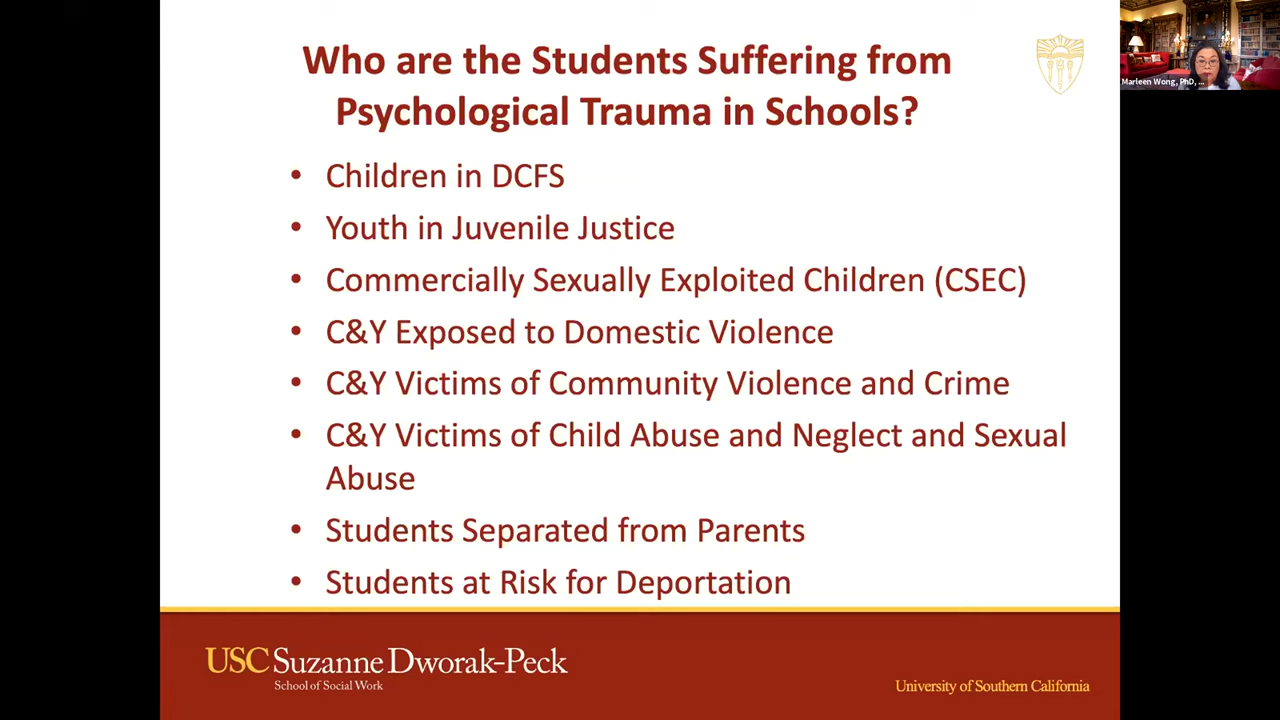 Who are the Students Suffering from
Psychological Trauma in Schools?
Marleen Wong, PhD, ...
• Children in DCFS
• Youth in Juvenile Justice
• Commercially Sexually Exploited Children (CSEC)
• C&Y Exposed to Domestic Violence
• C&Y Victims of Community Violence and Crime
• C&Y Victims of Child Abuse and Neglect and Sexual
Abuse
• Students Separated from Parents
• Students at Risk for Deportation
USC Suzanne Dworak-Peck
School of Social Work
University of Southern California